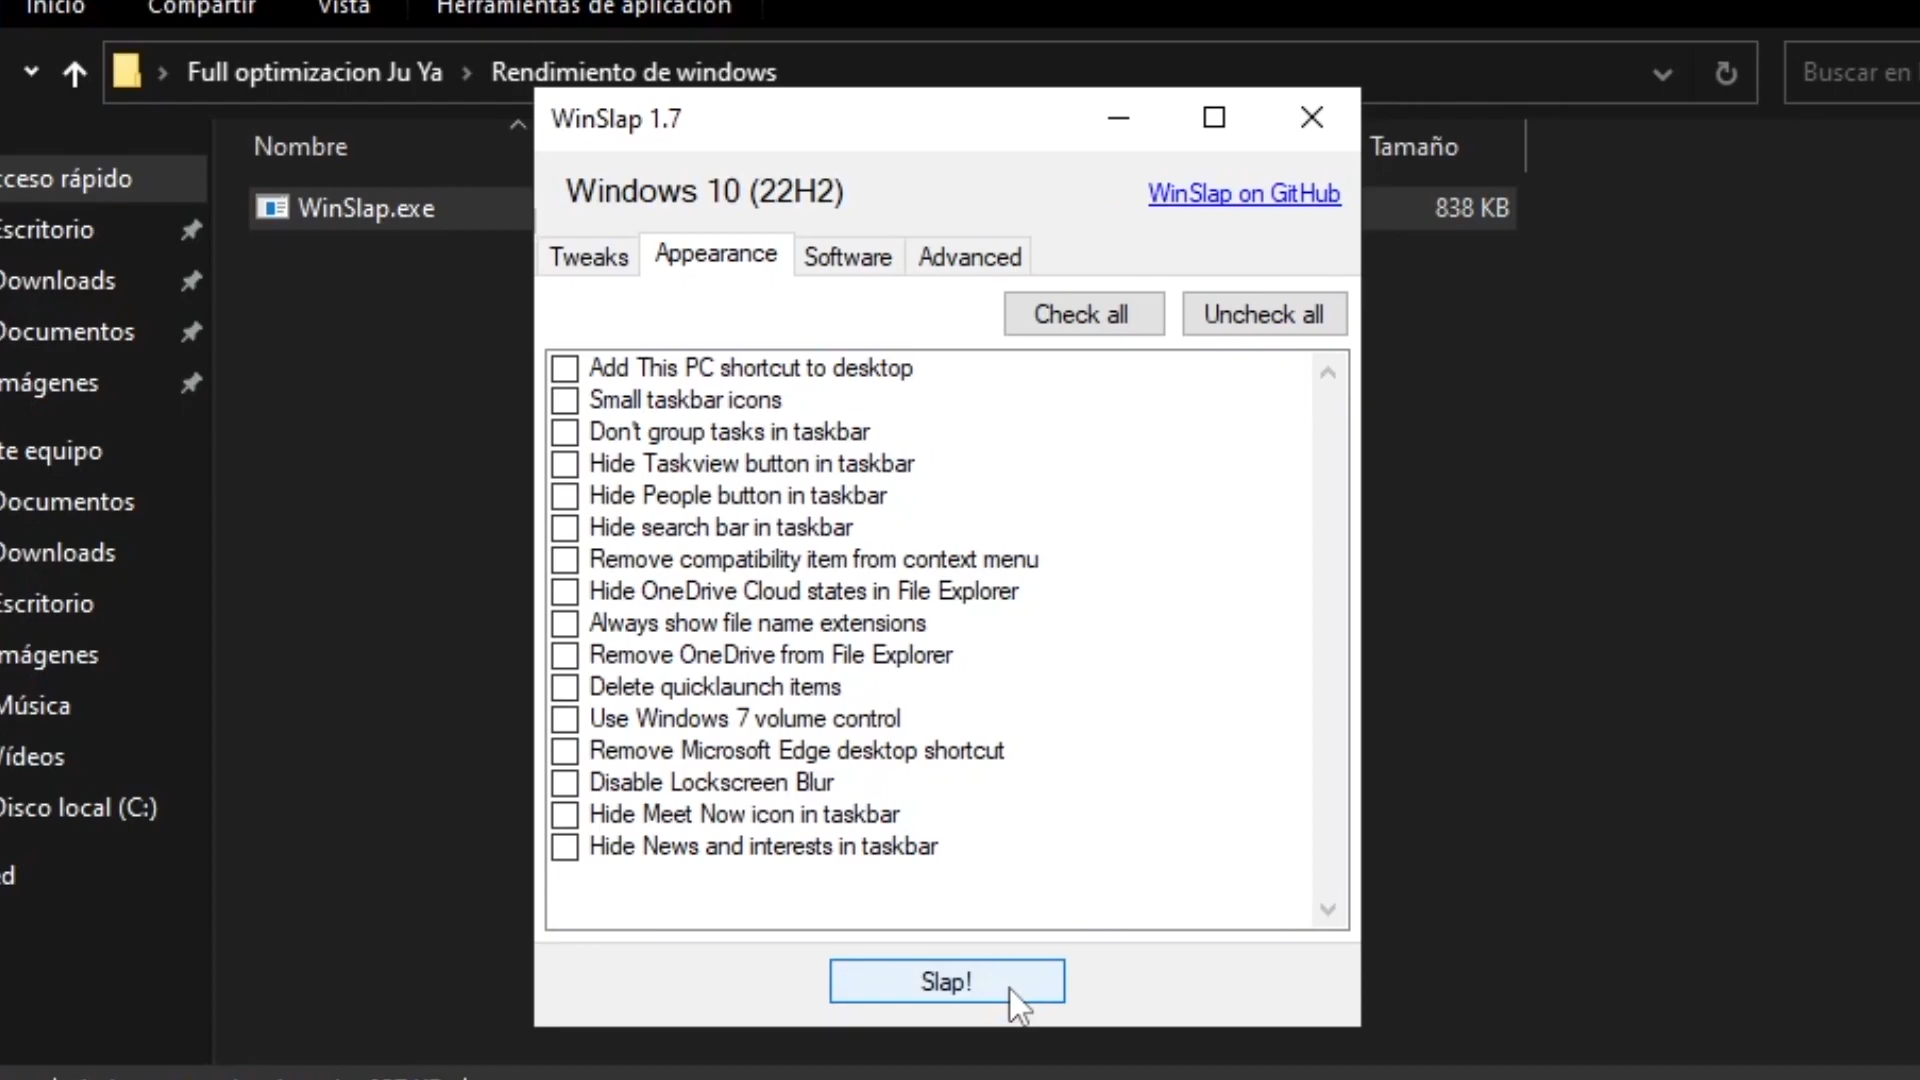 Inicio Compartir Vista Herramientas de aplicación
Full optimizacion Ju Ya > Rendimiento de windows
Buscar en
WinSlap 1.7
Nombre
Tamaño
Windows 10 (22H2)
WinSlap on GitHub
WinSlap.exe
838 KB
Tweaks Appearance Software Advanced
Check all Uncheck all
cceso rápido
Escritorio
Downloads
Documentos
mágenes
te equipo
Documentos
Downloads
Escritorio
mágenes
Música
Vídeos
Disco local (C:)
ed
Add This PC shortcut to desktop
Small taskbar icons
Don't group tasks in taskbar
Hide Taskview button in taskbar
Hide People button in taskbar
Hide search bar in taskbar
Remove compatibility item from context menu
Hide OneDrive Cloud states in File Explorer
Always show file name extensions
Remove OneDrive from File Explorer
Delete quicklaunch items
Use Windows 7 volume control
Remove Microsoft Edge desktop shortcut
Disable Lockscreen Blur
Hide Meet Now icon in taskbar
Hide News and interests in taskbar
Slap!